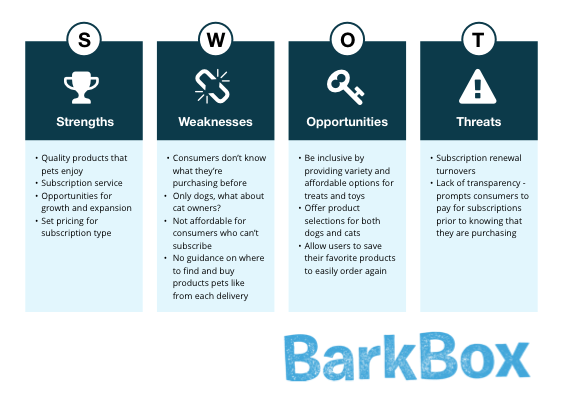 S
Strengths
• Quality products that
pets enjoy
• Subscription service
• Opportunities for
growth and expansion
• Set pricing for
subscription type
W
Weaknesses
• Consumers don’t know
what they’re
purchasing before
• Only dogs, what about
cat owners?
• Not affordable for
consumers who can’t
subscribe
• No guidance on where
to find and buy
products pets like
from each delivery
O
Opportunities
• Be inclusive by
providing variety and
affordable options for
treats and toys
• Offer product
selections for both
dogs and cats
• Allow users to save
their favorite products
to easily order again
T
Threats
• Subscription renewal
turnovers
• Lack of transparency -
prompts consumers to
pay for subscriptions
prior to knowing that
they are purchasing
BarkBox